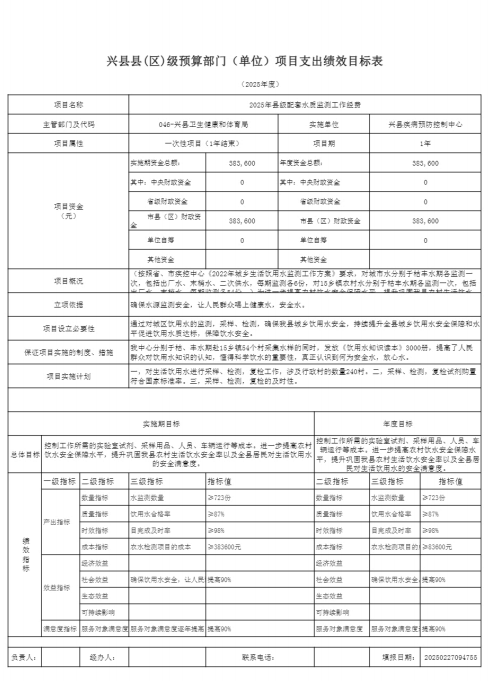 兴县县(区)级预算部门（单位）项目支出绩效目标表
（2025年度）
项目名称 2025年县级配套水质监测工作经费
主管部门及代码 046-兴县卫生健康和体育局 实施单位 兴县疾病预防控制中心
项目属性 一次性项目（1年结束） 项目期 1年
项目资金
（元）
实施期资金总额： 383,600 年度资金总额： 383,600
其中：中央财政资金 0 其中：中央财政资金 0
省级财政资金 0 省级财政资金 0
市县（区）财政资金 383,600 市县（区）财政资金 383,600
单位自筹 0 单位自筹 0
其他资金 其他资金
项目概况
（按照省、市疾控中心《2022年城乡生活饮用水监测工作方案》要求，对城市水分别于枯丰水期各监测一
次，包括出厂水、末梢水、二次供水，每期监测各6份，对15乡镇农村水分别于枯丰水期各监测一次，包括
立项依据 确保水源监测安全，让人民群众喝上健康水，安全水。
项目设立必要性
通过对城区饮用水的监测，采样、检测，确保我县城乡饮用水安全，持续提升全县城乡饮用水安全保障和水
平促进饮用水质达标，保障饮水安全。
保证项目实施的制度、措施
我中心分别于枯、丰水期赴15乡镇54个村采集水样的同时，发放《饮用水知识读本》3000册，提高了人民
群众对饮用水知识的认知，懂得科学饮水的重要性，真正认识到何为安全水，放心水。
项目实施计划
一，对生活饮用水进行采样、检测，复检工作，涉及行政村的数量240村。二，采样、检测，复检试剂购置
符合国家标准率。三，采样、检测，复检的及时性。
实施期目标 年度目标
总体目标
控制工作所需的实验室试剂、采样用品、人员、车辆运行等成本，进一步提高农村
饮水安全保障水平，提升巩固我县农村生活饮水安全率以及全县居民对生活饮用水
的安全满意度。
控制工作所需的实验室试剂、采样用品、人员、车
辆运行等成本，进一步提高农村饮水安全保障水
平，提升巩固我县农村生活饮水安全率以及全县居
民对生活饮用水的安全满意度。
绩效指标
一级指标 二级指标 三级指标 指标值 二级指标 三级指标 指标值
产出指标
数量指标 水监测数量 ≥723份 数量指标 水监测数量 ≥723份
质量指标 饮用水合格率 ≥87% 质量指标 饮用水合格率 ≥87%
时效指标 目完成及时率 ≥98% 时效指标 目完成及时率 ≥98%
成本指标 农水检测项目的成本 ≥383600元 成本指标 农水检测项目的 ≥83600元
效益指标
经济效益 经济效益
社会效益 确保饮用水安全，让人民 提高90% 社会效益 确保饮用水安全 提高90%
生态效益 生态效益
可持续影响 可持续影响
满意度指标 服务对象满意度 服务对象满意度逐年提高 提高90% 服务对象满意度 服务对象满意度 提高90%
负责人： 经办人： 联系电话： 填报日期： 20250227094755